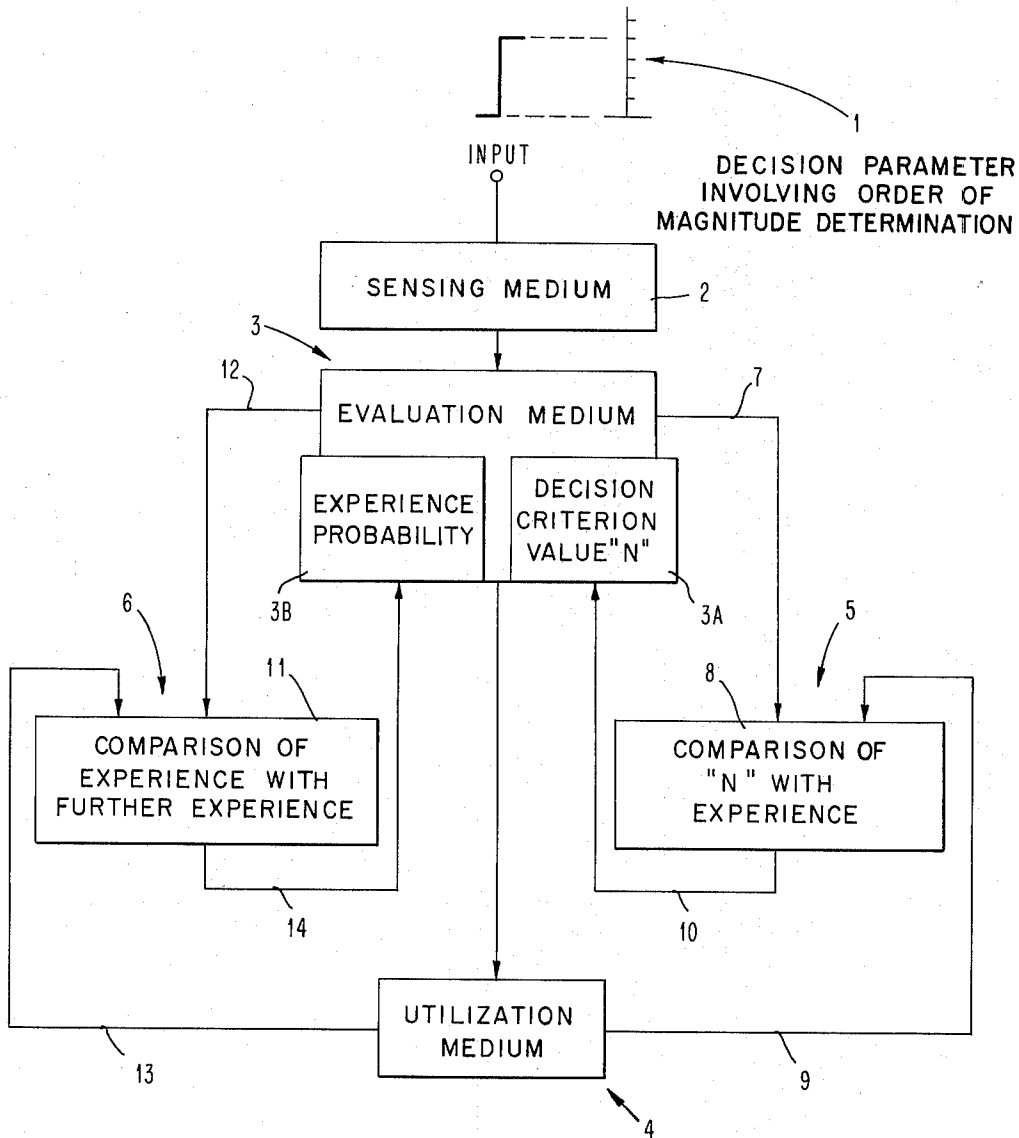 1
INPUT
DECISION PARAMETER
INVOLVING ORDER OF
MAGNITUDE DETERMINATION
SENSING MEDIUM
2
3
12
7
EVALUATION MEDIUM
EXPERIENCE
PROBABILITY
DECISION
CRITERION
VALUE "N"
3B
3A
6
5
11
8
COMPARISON OF
EXPERIENCE WITH
FURTHER EXPERIENCE
COMPARISON OF
"N" WITH
EXPERIENCE
14
10
UTILIZATION
MEDIUM
13
9
4